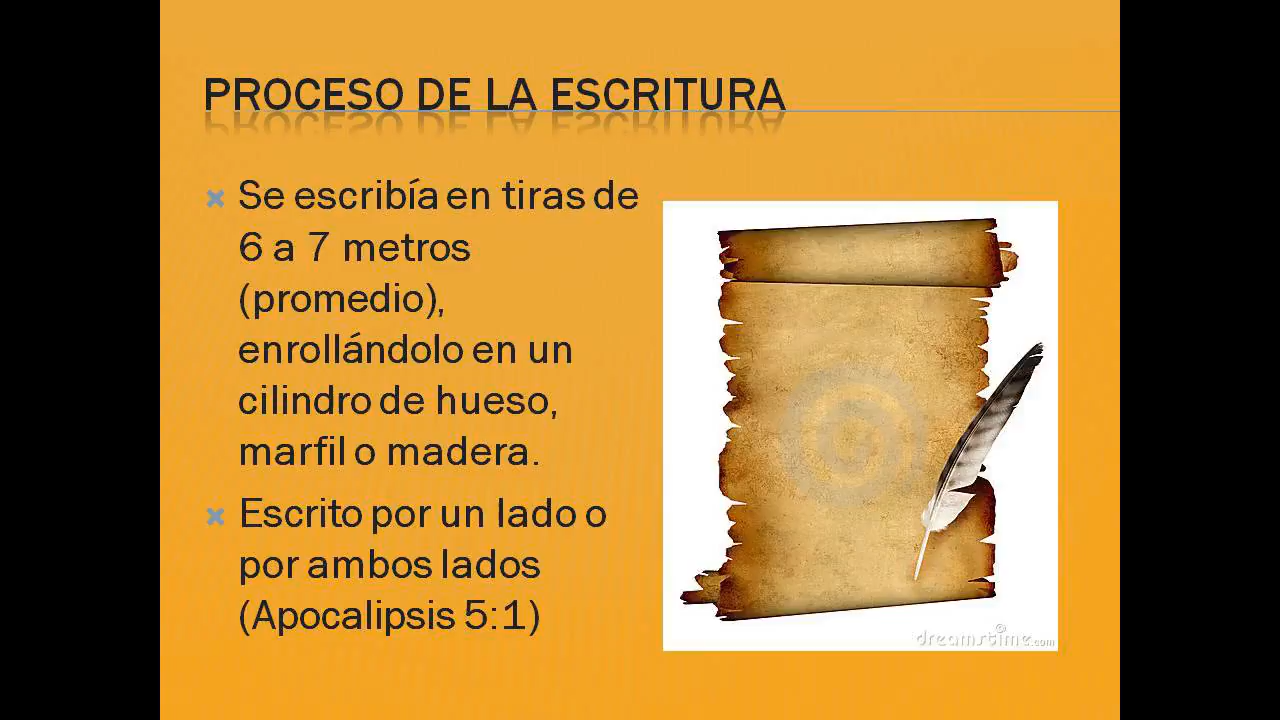 PROCESO DE LA ESCRITURA
Se escribía en tiras de
6 a 7 metros
(promedio),
enrollándolo en un
cilindro de hueso,
marfil o madera.
Escrito por un lado o
por ambos lados
(Apocalipsis 5:1)
dreamstime.com